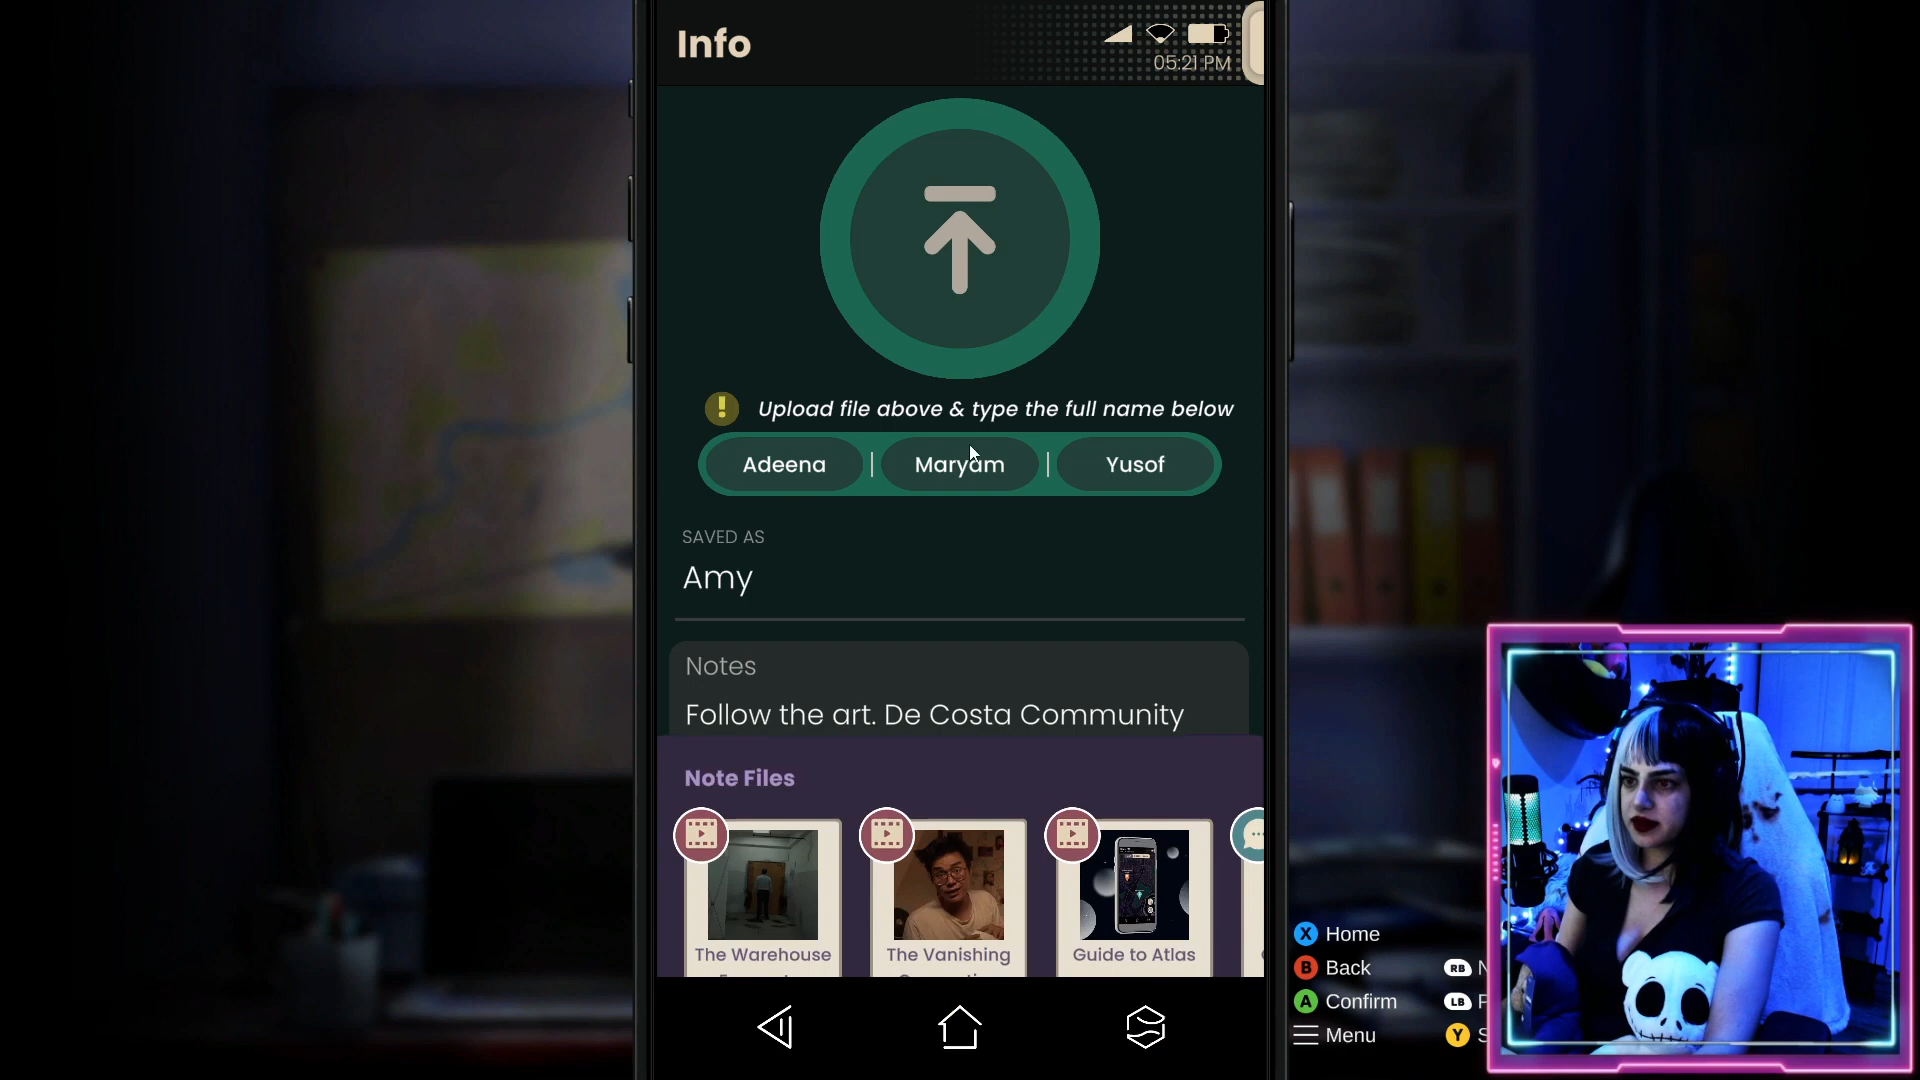 Info
05:21 PM
Upload file above & type the full name below
Adeena | Maryam | Yusof
SAVED AS
Amy
Notes
Follow the art. De Costa Community
Note Files
The Warehouse
The Vanishing
Guide to Atlas
X Home
B Back
RB
A Confirm
LB
Menu
Y